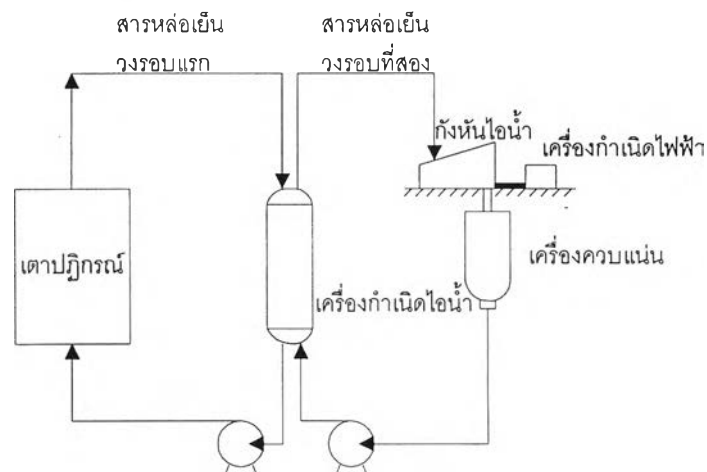 สารหล่อเย็น
วงรอบแรก
สารหล่อเย็น
วงรอบที่สอง
กังหันไอน้ำ
เครื่องกำเนิดไฟฟ้า
เครื่องควบแน่น
เตาปฏิกรณ์
เครื่องกำเนิดไอน้ำ